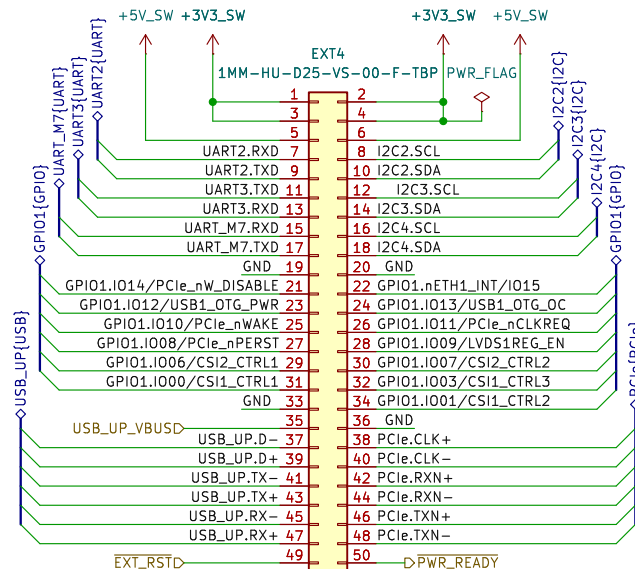 +5V_SW +3V3_SW +3V3_SW +5V_SW
EXT4
1MM-HU-D25-VS-00-F-TBP PWR_FLAG
GPIO1{GPIO}
UART_M7{UART}
UART3{UART}
UART2{UART}
I2C2{I2C}
I2C3{I2C}
I2C4{I2C}
GPIO1{GPIO}
USB_UP{USB}
PCIe{PCIe}
1 2
3 4
5 6
UART2.RXD 7 8 I2C2.SCL
UART2.TXD 9 10 I2C2.SDA
UART3.TXD 11 12 I2C3.SCL
UART3.RXD 13 14 I2C3.SDA
UART_M7.RXD 15 16 I2C4.SCL
UART_M7.TXD 17 18 I2C4.SDA
GND 19 20 GND
GPIO1.IO14/PCIe_nW_DISABLE 21 22 GPIO1.nETH1_INT/IO15
GPIO1.IO12/USB1_OTG_PWR 23 24 GPIO1.IO13/USB1_OTG_OC
GPIO1.IO10/PCIe_nWAKE 25 26 GPIO1.IO11/PCIe_nCLKREQ
GPIO1.IO08/PCIe_nPERST 27 28 GPIO1.IO09/LVDS1REG_EN
GPIO1.IO06/CSI2_CTRL1 29 30 GPIO1.IO07/CSI2_CTRL2
GPIO1.IO00/CSI1_CTRL1 31 32 GPIO1.IO03/CSI1_CTRL3
GND 33 34 GPIO1.IO01/CSI1_CTRL2
USB_UP_VBUS 35 36 GND
USB_UP.D- 37 38 PCIe.CLK+
USB_UP.D+ 39 40 PCIe.CLK-
USB_UP.TX- 41 42 PCIe.RXN+
USB_UP.TX+ 43 44 PCIe.RXN-
USB_UP.RX- 45 46 PCIe.TXN+
USB_UP.RX+ 47 48 PCIe.TXN-
EXT_RST 49 50 PWR_READY